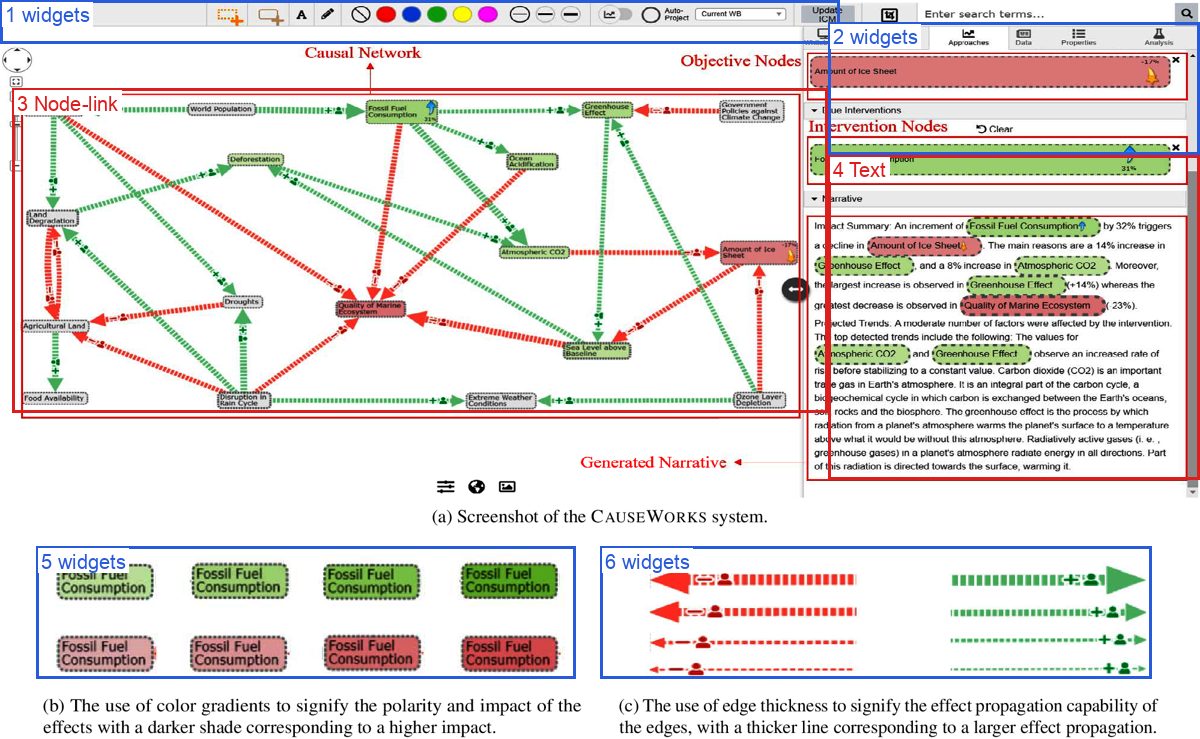 1 widgets
A
Auto-Project
Current WB
Update ICM
Enter search terms...
2 widgets
Approaches
Data
Properties
Analysis
Causal Network
Objective Nodes
Amount of Ice Sheet
-17%
3 Node-link
World Population
Fossil Fuel Consumption
31%
Greenhouse Effect
Government Policies against Climate Change
Interventions
Intervention Nodes
Clear
31%
4 Text
Deforestation
Ocean Acidification
Land Degradation
Atmospheric CO2
Amount of Ice Sheet
-17%
Droughts
Quality of Marine Ecosystem
Agricultural Land
Sea Level above Baseline
Food Availability
Disruption in Rain Cycle
Extreme Weather Conditions
Ozone Layer Depletion
Narrative
Impact Summary: An increment of Fossil Fuel Consumption by 32% triggers
a decline in Amount of Ice Sheet. The main reasons are a 14% increase in
Greenhouse Effect, and a 8% increase in Atmospheric CO2. Moreover,
the largest increase is observed in Greenhouse Effect (+14%) whereas the
greatest decrease is observed in Quality of Marine Ecosystem (-23%).
Projected Trends. A moderate number of factors were affected by the intervention.
The top detected trends include the following: The values for
Atmospheric CO2 and Greenhouse Effect observe an increased rate of
rise before stabilizing to a constant value. Carbon dioxide (CO2) is an important
trace gas in Earth's atmosphere. It is an integral part of the carbon cycle, a
biogeochemical cycle in which carbon is exchanged between the Earth's oceans,
soil, rocks and the biosphere. The greenhouse effect is the process by which
radiation from a planet's atmosphere warms the planet's surface to a temperature
above what it would be without this atmosphere. Radiatively active gases (i. e. ,
greenhouse gases) in a planet's atmosphere radiate energy in all directions. Part
of this radiation is directed towards the surface, warming it.
Generated Narrative
(a) Screenshot of the CAUSEWORKS system.
5 widgets
Fossil Fuel Consumption
Fossil Fuel Consumption
Fossil Fuel Consumption
Fossil Fuel Consumption
Fossil Fuel Consumption
Fossil Fuel Consumption
Fossil Fuel Consumption
Fossil Fuel Consumption
6 widgets
(b) The use of color gradients to signify the polarity and impact of the
effects with a darker shade corresponding to a higher impact.
(c) The use of edge thickness to signify the effect propagation capability of
the edges, with a thicker line corresponding to a larger effect propagation.